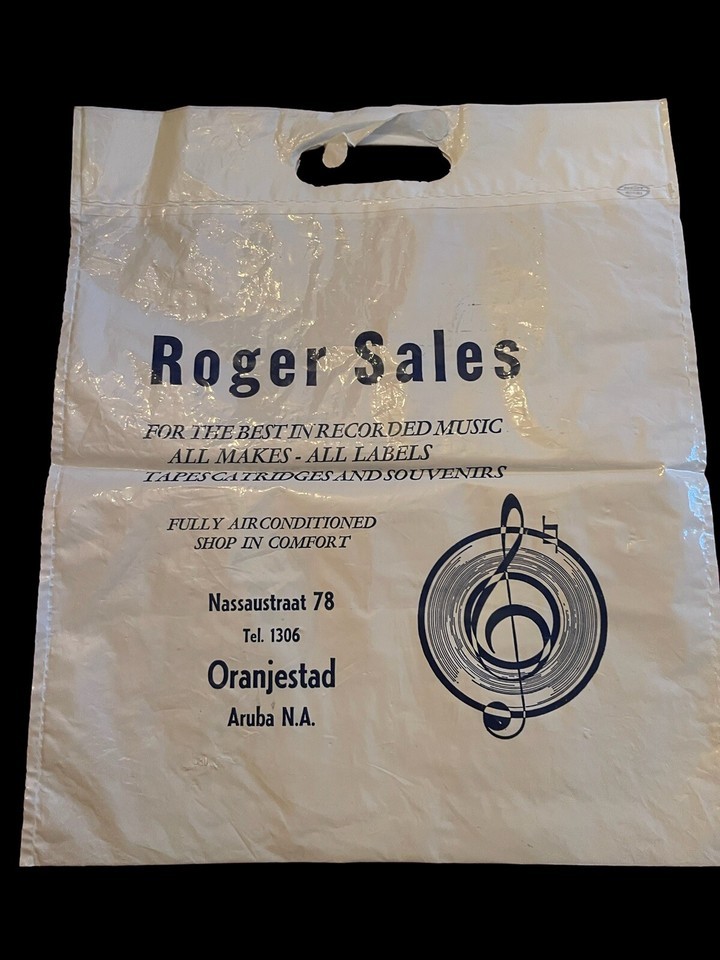 Roger Sales
FOR THE BEST IN RECORDED MUSIC
ALL MAKES - ALL LABELS
TAPES CATRIDGES AND SOUVENIRS
FULLY AIRCONDITIONED
SHOP IN COMFORT
Nassaustraat 78
Tel. 1306
Oranjestad
Aruba N.A.